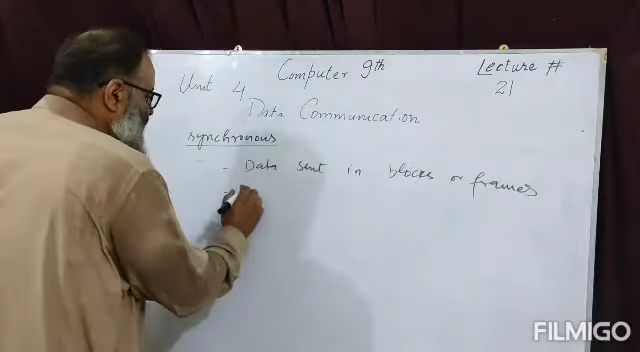 Computer 9th
Lecture #
21
Unit 4
Data Communication
synchronous
- Data sent in blocks or frames
-
FILMIGO